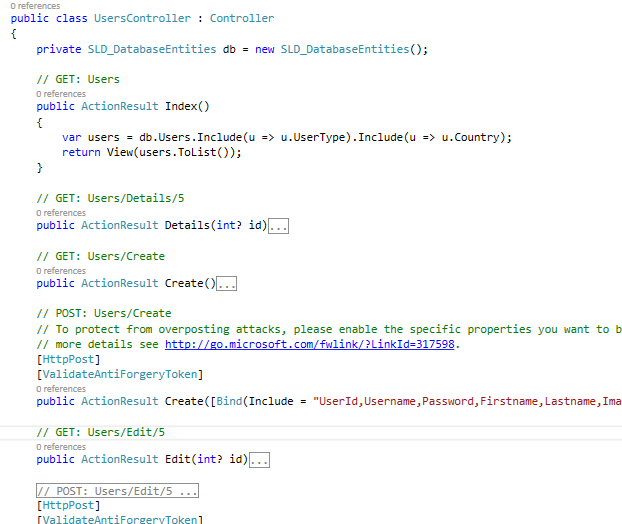 0 references
public class UsersController : Controller
{
private SLD_DatabaseEntities db = new SLD_DatabaseEntities();
// GET: Users
0 references
public ActionResult Index()
{
var users = db.Users.Include(u => u.UserType).Include(u => u.Country);
return View(users.ToList());
}
// GET: Users/Details/5
0 references
public ActionResult Details(int? id)...
// GET: Users/Create
0 references
public ActionResult Create()...
// POST: Users/Create
// To protect from overposting attacks, please enable the specific properties you want to b
// more details see http://go.microsoft.com/fwlink/?LinkId=317598.
[HttpPost]
[ValidateAntiForgeryToken]
0 references
public ActionResult Create([Bind(Include = "UserId,Username,Password,Firstname,Lastname,Ima
// GET: Users/Edit/5
0 references
public ActionResult Edit(int? id)...
// POST: Users/Edit/5 ...
[HttpPost]
[ValidateAntiForgeryToken]